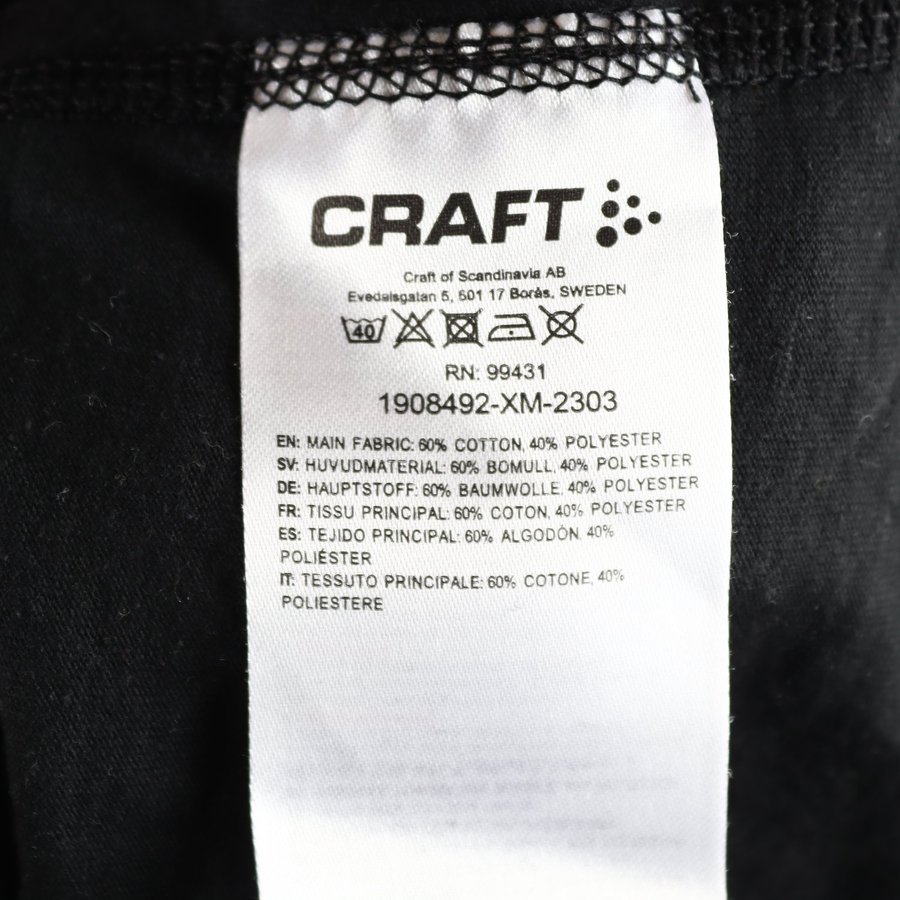 CRAFT
Craft of Scandinavia AB
Evedalsgatan 5, 501 17 Borås, SWEDEN
40
RN: 99431
1908492-XM-2303
EN: MAIN FABRIC: 60% COTTON, 40% POLYESTER
SV: HUVUDMATERIAL: 60% BOMULL, 40% POLYESTER
DE: HAUPTSTOFF: 60% BAUMWOLLE, 40% POLYESTER
FR: TISSU PRINCIPAL: 60% COTON, 40% POLYESTER
ES: TEJIDO PRINCIPAL: 60% ALGODÓN, 40%
POLIÉSTER
IT: TESSUTO PRINCIPALE: 60% COTONE, 40%
POLIESTERE